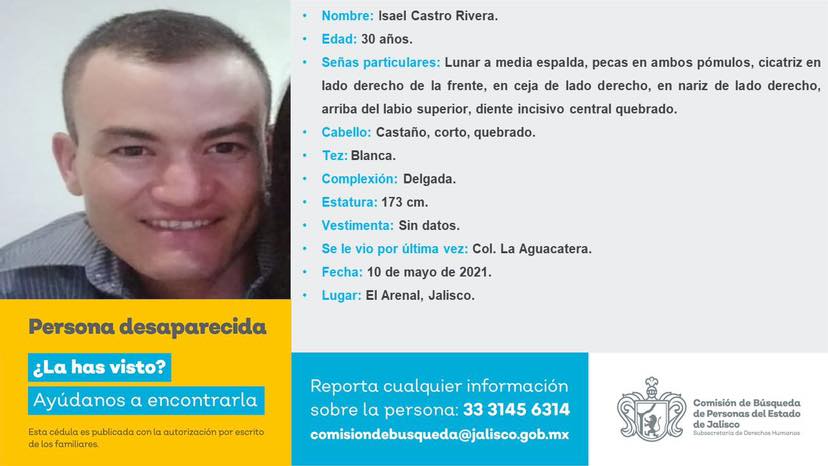 • Nombre: Isael Castro Rivera.
• Edad: 30 años.
• Señas particulares: Lunar a media espalda, pecas en ambos pómulos, cicatriz en
lado derecho de la frente, en ceja de lado derecho, en nariz de lado derecho,
arriba del labio superior, diente incisivo central quebrado.
• Cabello: Castaño, corto, quebrado.
• Tez: Blanca.
• Complexión: Delgada.
• Estatura: 173 cm.
• Vestimenta: Sin datos.
• Se le vio por última vez: Col. La Aguacatera.
• Fecha: 10 de mayo de 2021.
• Lugar: El Arenal, Jalisco.
Persona desaparecida
¿La has visto?
Ayúdanos a encontrarla
Esta cédula es publicada con la autorización por escrito
de los familiares.
Reporta cualquier información
sobre la persona: 33 3145 6314
comisiondebusqueda@jalisco.gob.mx
Comisión de Búsqueda
de Personas del Estado
de Jalisco
Subsecretaría de Derechos Humanos